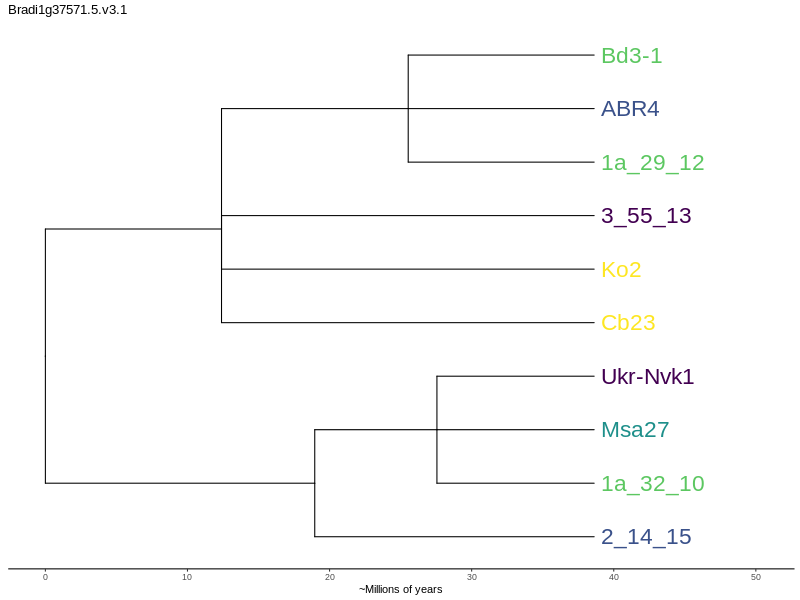 Bradi1g37571.5.v3.1
Bd3-1
ABR4
1a_29_12
3_55_13
Ko2
Cb23
Ukr-Nvk1
Msa27
1a_32_10
2_14_15
0 10 20 30 40 50
~Millions of years